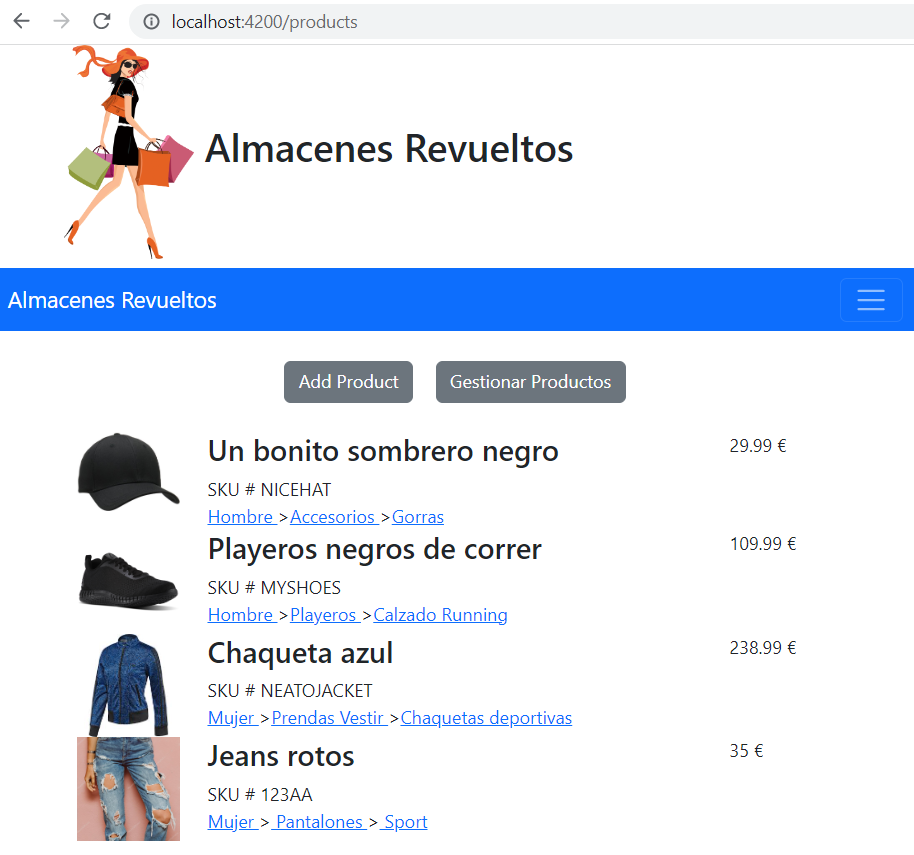 localhost:4200/products
Almacenes Revueltos
Almacenes Revueltos
Add Product Gestionar Productos
Un bonito sombrero negro 29.99 €
SKU # NICEHAT
Hombre >Accesorios >Gorras
Playeros negros de correr 109.99 €
SKU # MYSHOES
Hombre >Playeros >Calzado Running
Chaqueta azul 238.99 €
SKU # NEATOJACKET
Mujer >Prendas Vestir >Chaquetas deportivas
Jeans rotos 35 €
SKU # 123AA
Mujer > Pantalones > Sport